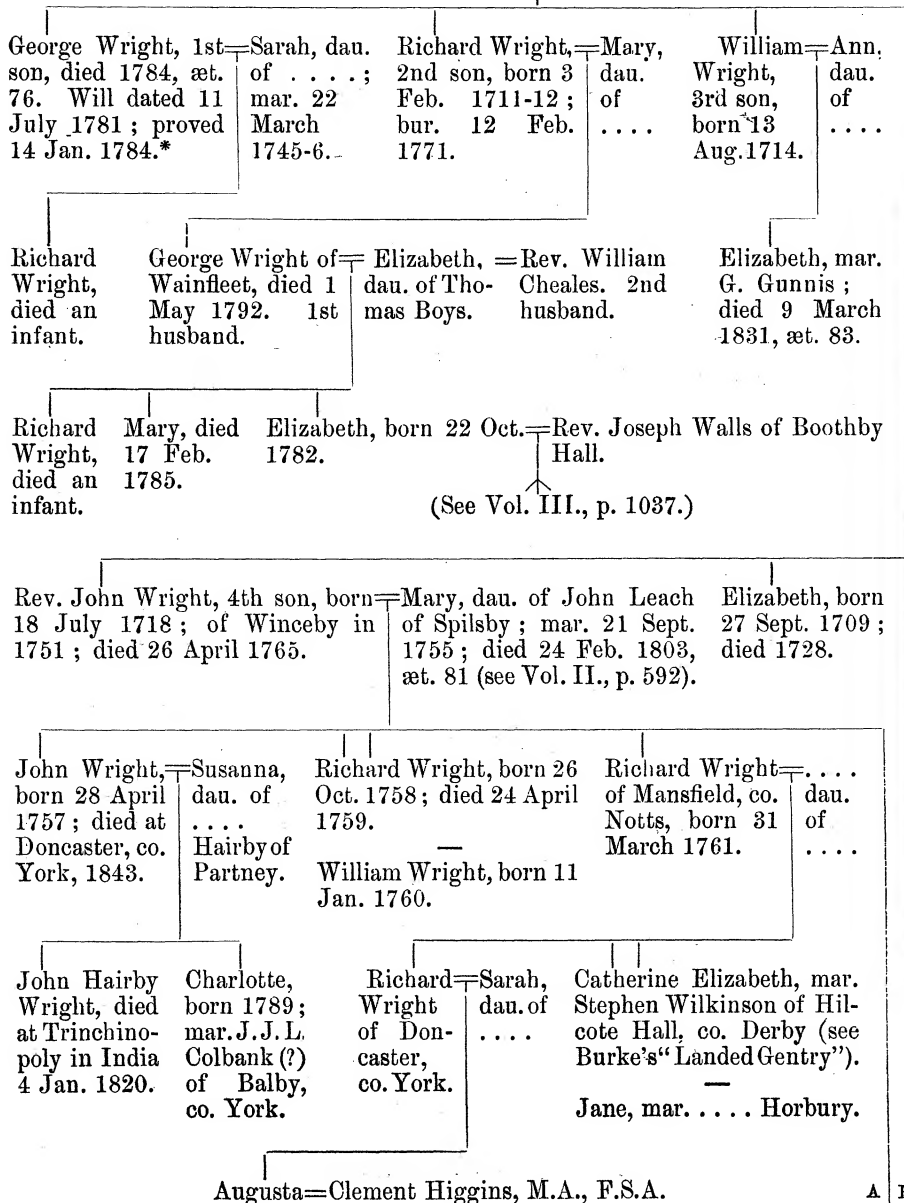 George Wright, 1st
son, died 1784, æt.
76. Will dated 11
July 1781 ; proved
14 Jan. 1784.*
Sarah, dau.
of . . . . ;
mar. 22
March
1745-6.
Richard Wright,
2nd son, born 3
Feb. 1711-12 ;
bur. 12 Feb.
1771.
Mary,
dau.
of
. . . .
William
Wright,
3rd son,
born 13
Aug. 1714.
Ann,
dau.
of
. . . .
Richard
Wright,
died an
infant.
George Wright of
Wainfleet, died 1
May 1792. 1st
husband.
Elizabeth,
dau. of Tho-
mas Boys.
Rev. William
Cheales. 2nd
husband.
Elizabeth, mar.
G. Gunnis ;
died 9 March
1831, æt. 83.
Richard
Wright,
died an
infant.
Mary, died
17 Feb.
1785.
Elizabeth, born 22 Oct.
1782.
Rev. Joseph Walls of Boothby
Hall.
(See Vol. III., p. 1037.)
Rev. John Wright, 4th son, born
18 July 1718 ; of Winceby in
1751 ; died 26 April 1765.
Mary, dau. of John Leach
of Spilsby ; mar. 21 Sept.
1755 ; died 24 Feb. 1803,
æt. 81 (see Vol. II., p. 592).
Elizabeth, born
27 Sept. 1709 ;
died 1728.
John Wright,
born 28 April
1757 ; died at
Doncaster, co.
York, 1843.
Susanna,
dau. of
. . . .
Hairby of
Partney.
Richard Wright, born 26
Oct. 1758 ; died 24 April
1759.
—
William Wright, born 11
Jan. 1760.
Richard Wright
of Mansfield, co.
Notts, born 31
March 1761.
. . . .
dau.
of
. . . .
John Hairby
Wright, died
at Trinchino-
poly in India
4 Jan. 1820.
Charlotte,
born 1789 ;
mar. J. J. L.
Colbank (?)
of Balby,
co. York.
Richard
Wright
of Don-
caster,
co. York.
Sarah,
dau. of
. . . .
Catherine Elizabeth, mar.
Stephen Wilkinson of Hil-
cote Hall, co. Derby (see
Burke's "Landed Gentry").
—
Jane, mar. . . . . . Horbury.
Augusta=Clement Higgins, M.A., F.S.A.
A